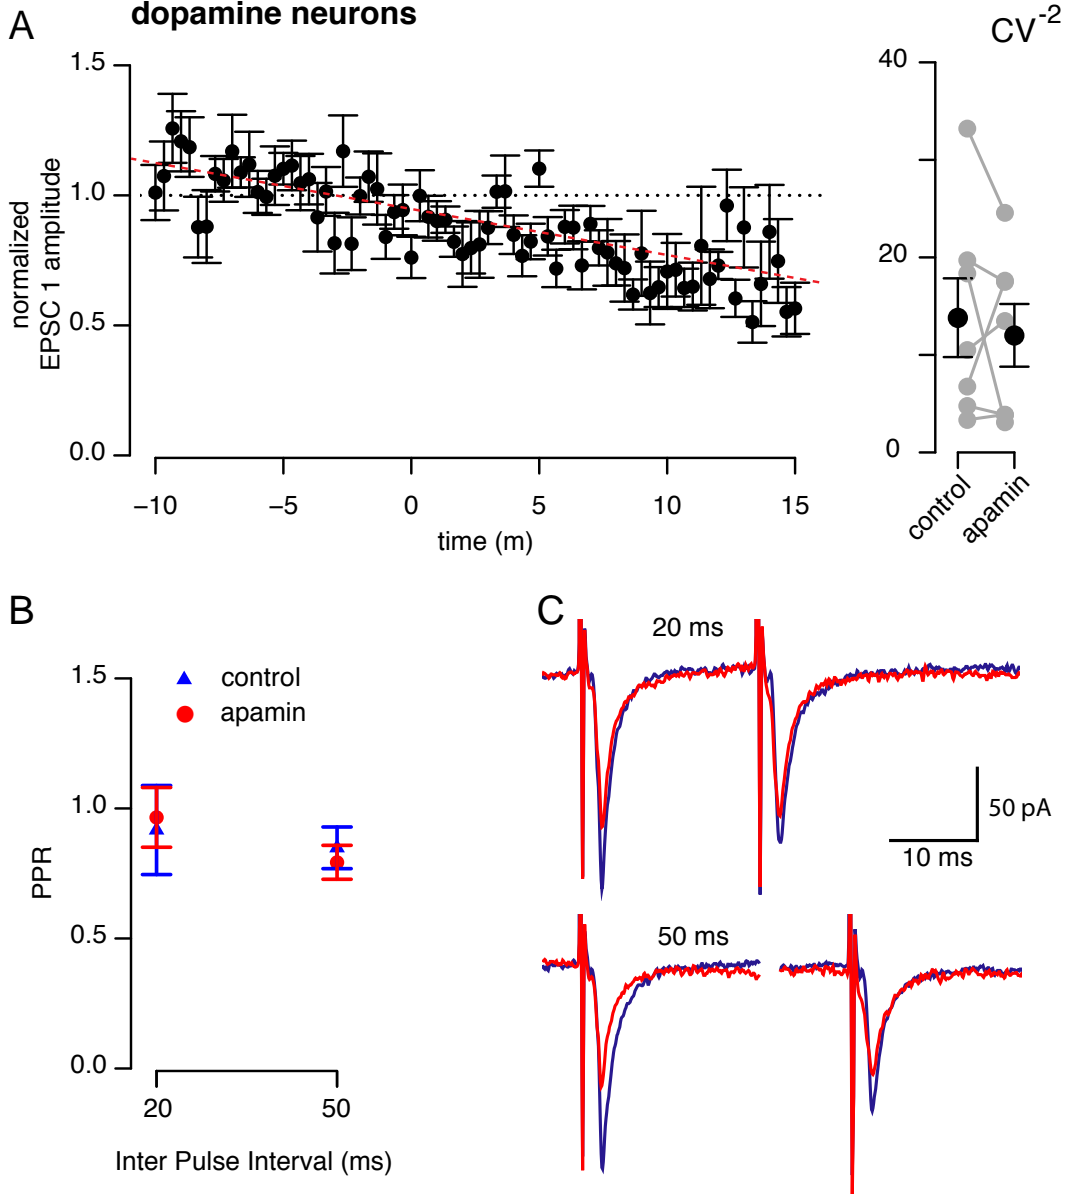 A
dopamine neurons
CV-2
normalized
EPSC 1 amplitude
1.5
1.0
0.5
0.0
−10
−5
0
5
10
15
time (m)
40
20
0
control
apamin
B
control
apamin
PPR
1.5
1.0
0.5
0.0
20
50
Inter Pulse Interval (ms)
C
20 ms
50 pA
10 ms
50 ms